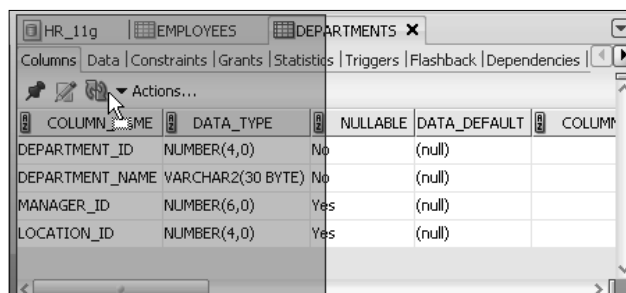 HR_11g EMPLOYEES DEPARTMENTS
Columns Data Constraints Grants Statistics Triggers Flashback Dependencies
Actions...
DATA_TYPE NULLABLE DATA_DEFAULT
DEPARTMENT_ID NUMBER(4,0) No (null)
DEPARTMENT_NAME VARCHAR2(30 BYTE) No (null)
MANAGER_ID NUMBER(6,0) Yes (null)
LOCATION_ID NUMBER(4,0) Yes (null)